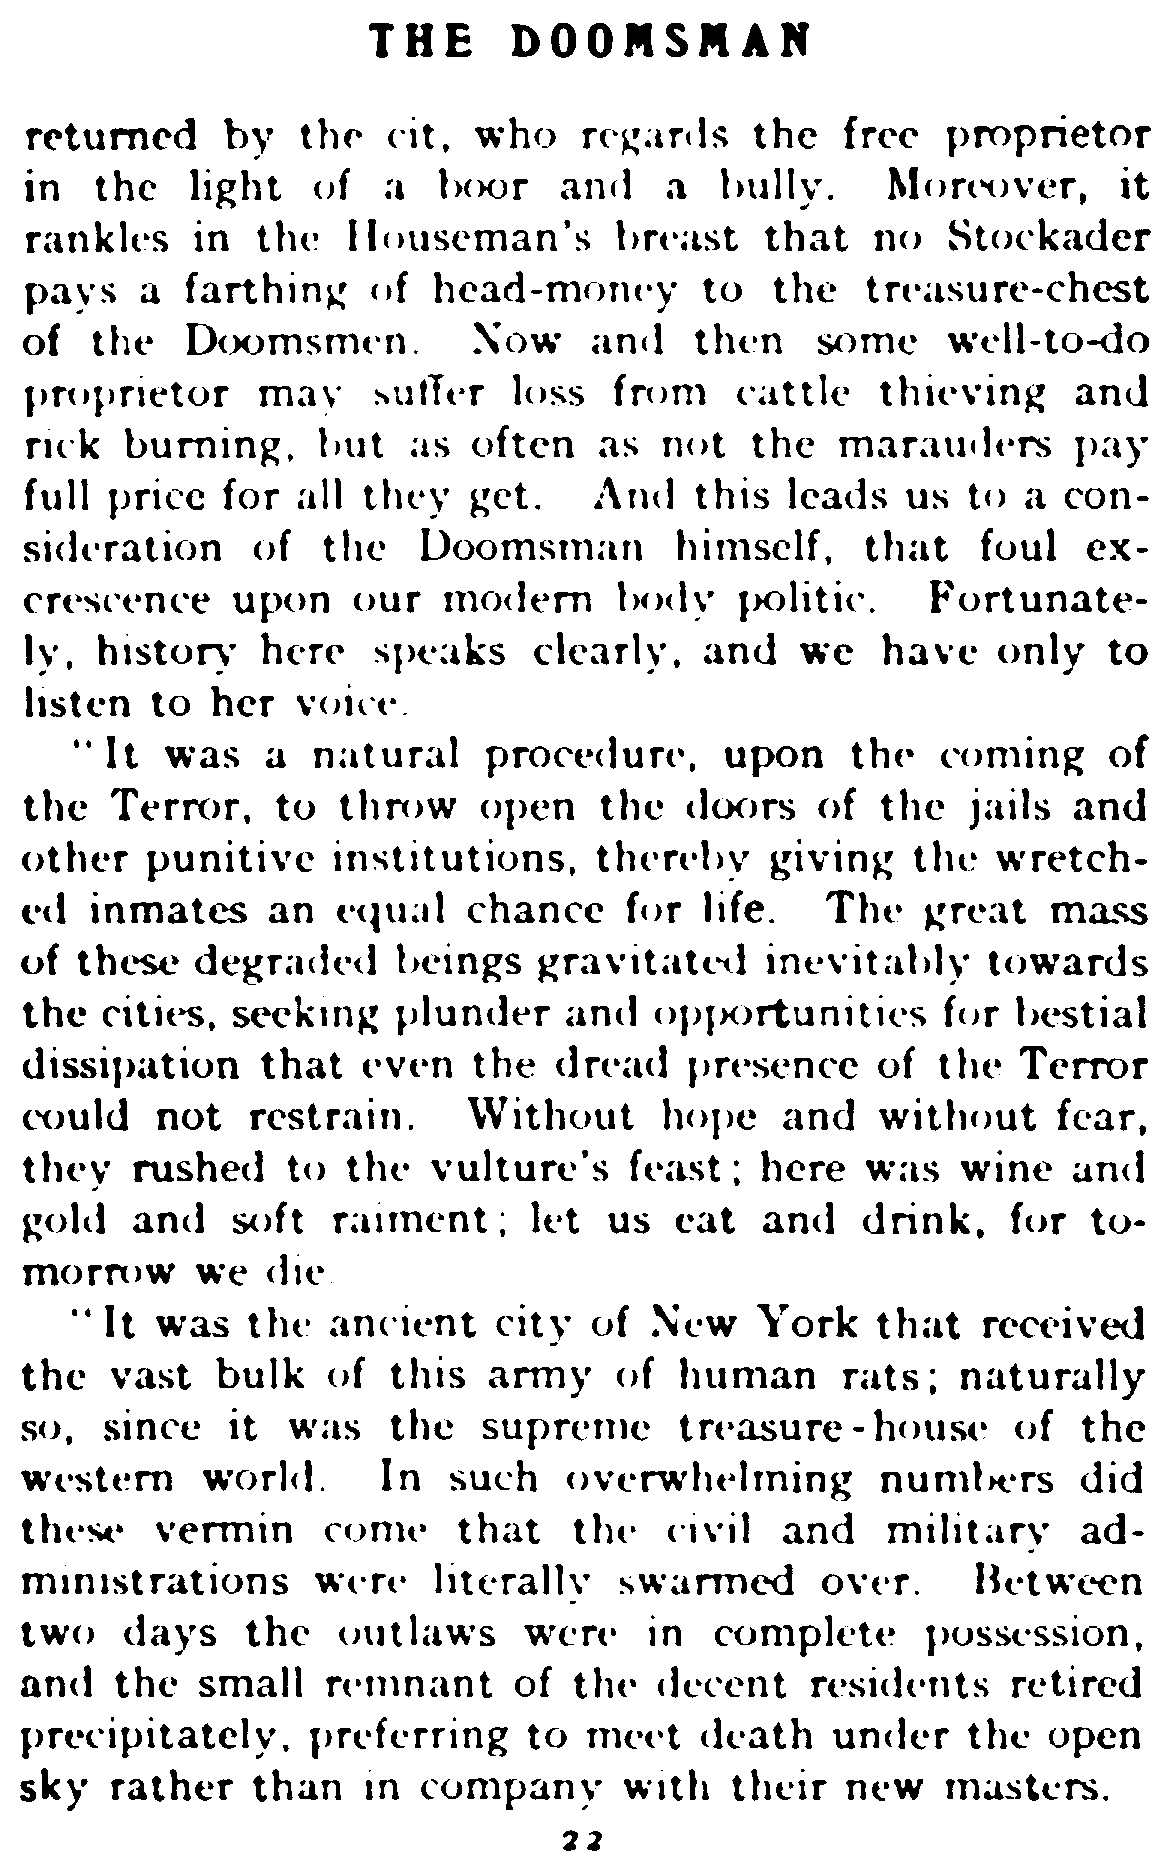 THE DOOMSMAN
returned by the cit, who regards the free proprietor
in the light of a boor and a bully. Moreover, it
rankles in the Houseman's breast that no Stockader
pays a farthing of head-money to the treasure-chest
of the Doomsmen. Now and then some well-to-do
proprietor may suffer loss from cattle thieving and
rick burning, but as often as not the marauders pay
full price for all they get. And this leads us to a con-
sideration of the Doomsman himself, that foul ex-
crescence upon our modern body politic. Fortunate-
ly, history here speaks clearly, and we have only to
listen to her voice.
"It was a natural procedure, upon the coming of
the Terror, to throw open the doors of the jails and
other punitive institutions, thereby giving the wretch-
ed inmates an equal chance for life. The great mass
of these degraded beings gravitated inevitably towards
the cities, seeking plunder and opportunities for bestial
dissipation that even the dread presence of the Terror
could not restrain. Without hope and without fear,
they rushed to the vulture's feast; here was wine and
gold and soft raiment; let us eat and drink, for to-
morrow we die.
"It was the ancient city of New York that received
the vast bulk of this army of human rats; naturally
so, since it was the supreme treasure-house of the
western world. In such overwhelming numbers did
these vermin come that the civil and military ad-
ministrations were literally swarmed over. Between
two days the outlaws were in complete possession,
and the small remnant of the decent residents retired
precipitately, preferring to meet death under the open
sky rather than in company with their new masters.
22